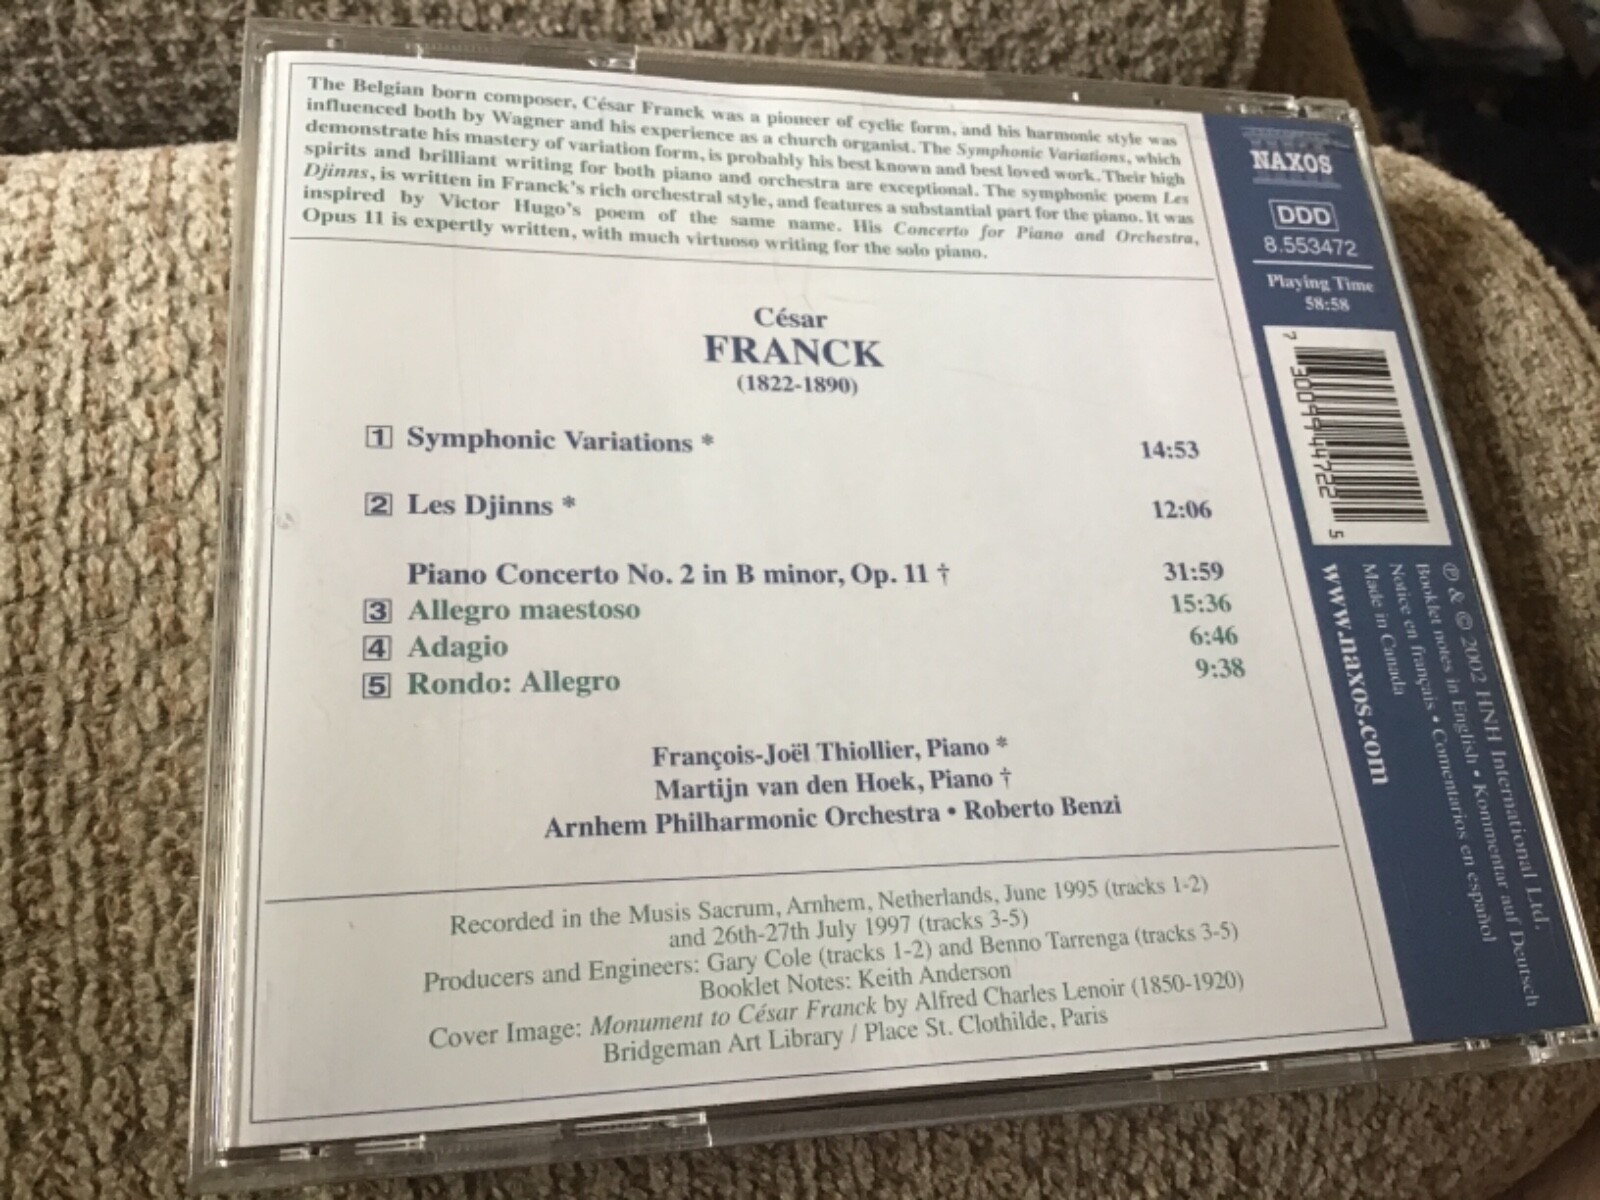 The Belgian born composer, César Franck was a pioneer of cyclic form, and his harmonic style was
influenced both by Wagner and his experience as a church organist. The Symphonic Variations, which
demonstrate his mastery of variation form, is probably his best known and best loved work. Their high
spirits and brilliant writing for both piano and orchestra are exceptional. The symphonic poem Les
Djinns, is written in Franck's rich orchestral style, and features a substantial part for the piano. It was
inspired by Victor Hugo's poem of the same name. His Concerto for Piano and Orchestra,
Opus 11 is expertly written, with much virtuoso writing for the solo piano.
César
FRANCK
(1822-1890)
1 Symphonic Variations * 14:53
2 Les Djinns * 12:06
Piano Concerto No. 2 in B minor, Op. 11 † 31:59
3 Allegro maestoso 15:36
4 Adagio 6:46
5 Rondo: Allegro 9:38
François-Joël Thiollier, Piano *
Martijn van den Hoek, Piano †
Arnhem Philharmonic Orchestra • Roberto Benzi
Recorded in the Musis Sacrum, Arnhem, Netherlands, June 1995 (tracks 1-2)
and 26th-27th July 1997 (tracks 3-5)
Producers and Engineers: Gary Cole (tracks 1-2) and Benno Tarrenga (tracks 3-5)
Booklet Notes: Keith Anderson
Cover Image: Monument to César Franck by Alfred Charles Lenoir (1850-1920)
Bridgeman Art Library / Place St. Clothilde, Paris
NAXOS
DDD
8.553472
Playing Time
58:58
7 30099 44722 5
℗ & © 2002 HNH International Ltd.
Booklet notes in English • Kommentar auf Deutsch
Notice en français • Comentarios en español
Made in Canada
www.naxos.com